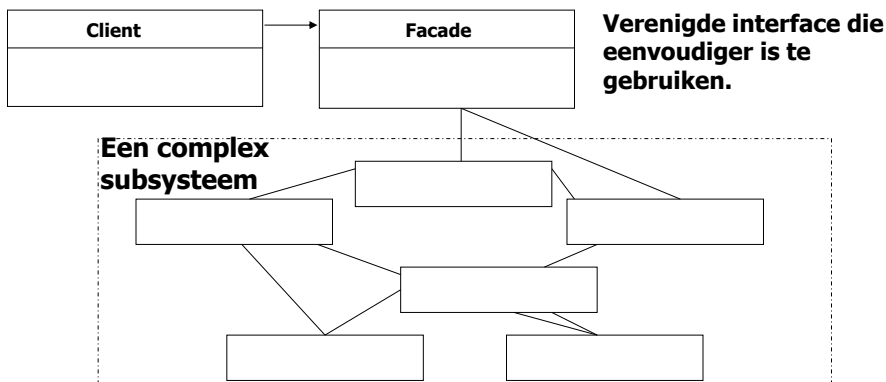 Client
Facade
Verenigde interface die
eenvoudiger is te
gebruiken.
Een complex
subsysteem